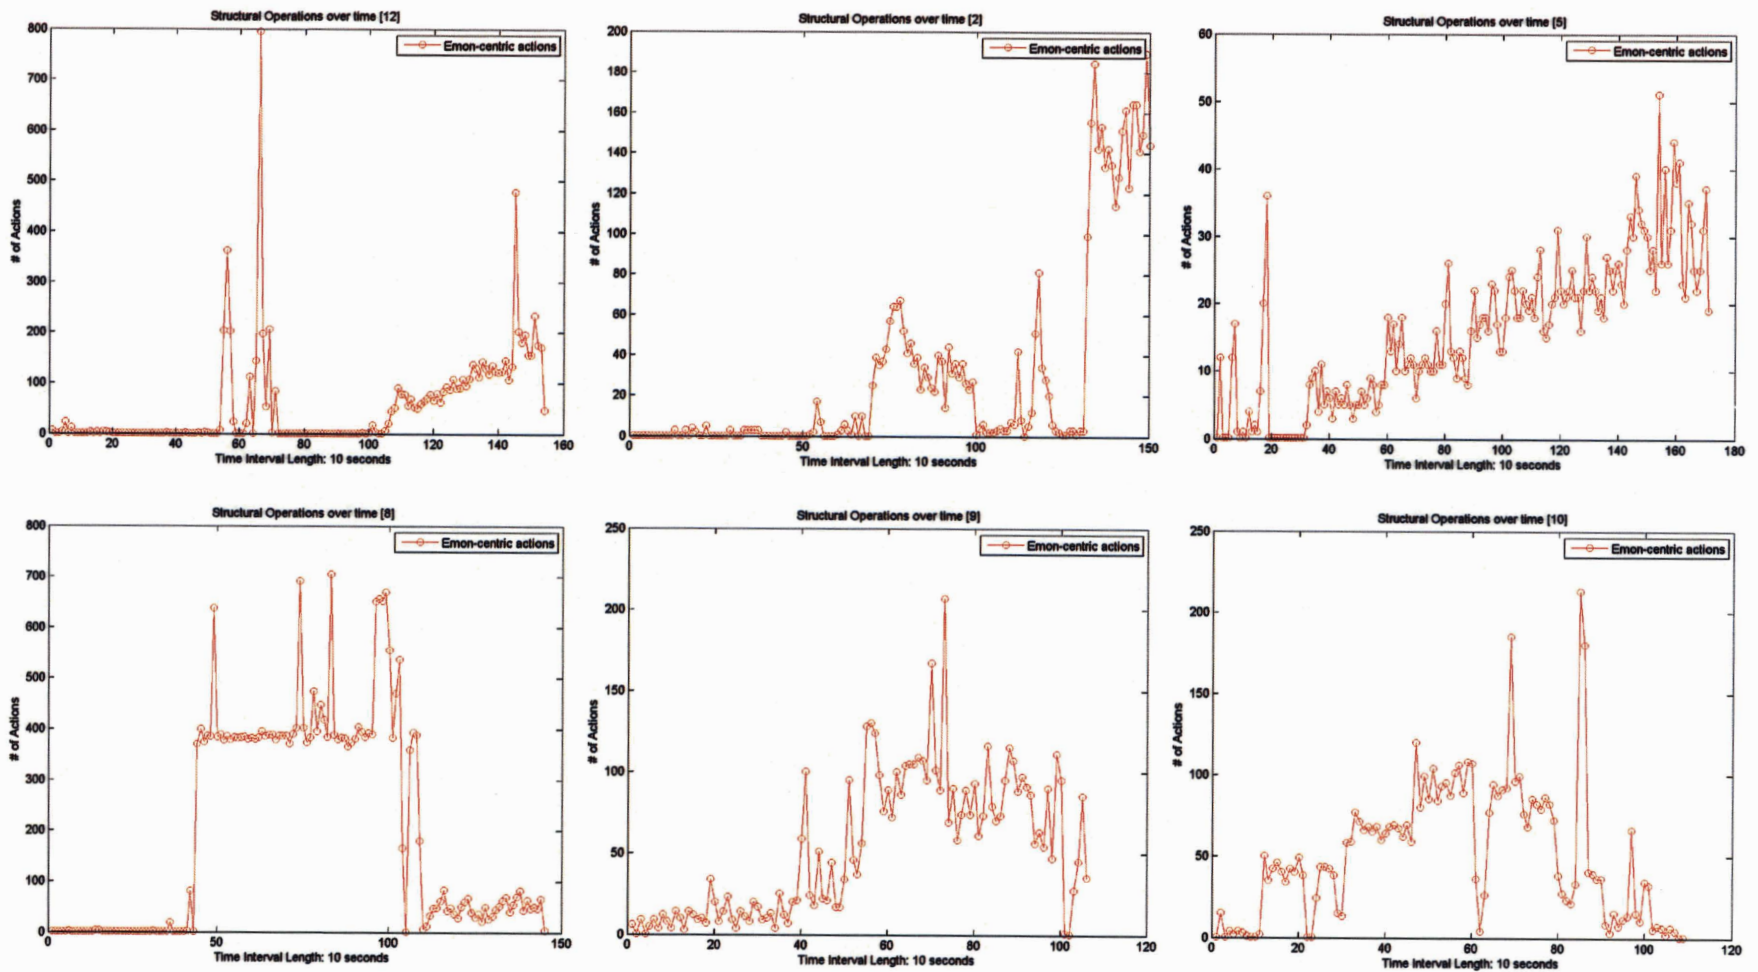 Structural Operations over time [12]
Emon-centric actions
800
700
600
500
400
300
200
100
0
# of Actions
0 20 40 60 80 100 120 140 160
Time Interval Length: 10 seconds
Structural Operations over time [2]
Emon-centric actions
200
180
160
140
120
100
80
60
40
20
0
# of Actions
0 50 100 150
Time Interval Length: 10 seconds
Structural Operations over time [5]
Emon-centric actions
60
50
40
30
20
10
0
# of Actions
0 20 40 60 80 100 120 140 160 180
Time Interval Length: 10 seconds
Structural Operations over time [8]
Emon-centric actions
800
700
600
500
400
300
200
100
0
# of Actions
0 50 100 150
Time Interval Length: 10 seconds
Structural Operations over time [9]
Emon-centric actions
250
200
150
100
50
0
# of Actions
0 20 40 60 80 100 120
Time Interval Length: 10 seconds
Structural Operations over time [10]
Emon-centric actions
250
200
150
100
50
0
# of Actions
0 20 40 60 80 100 120
Time Interval Length: 10 seconds